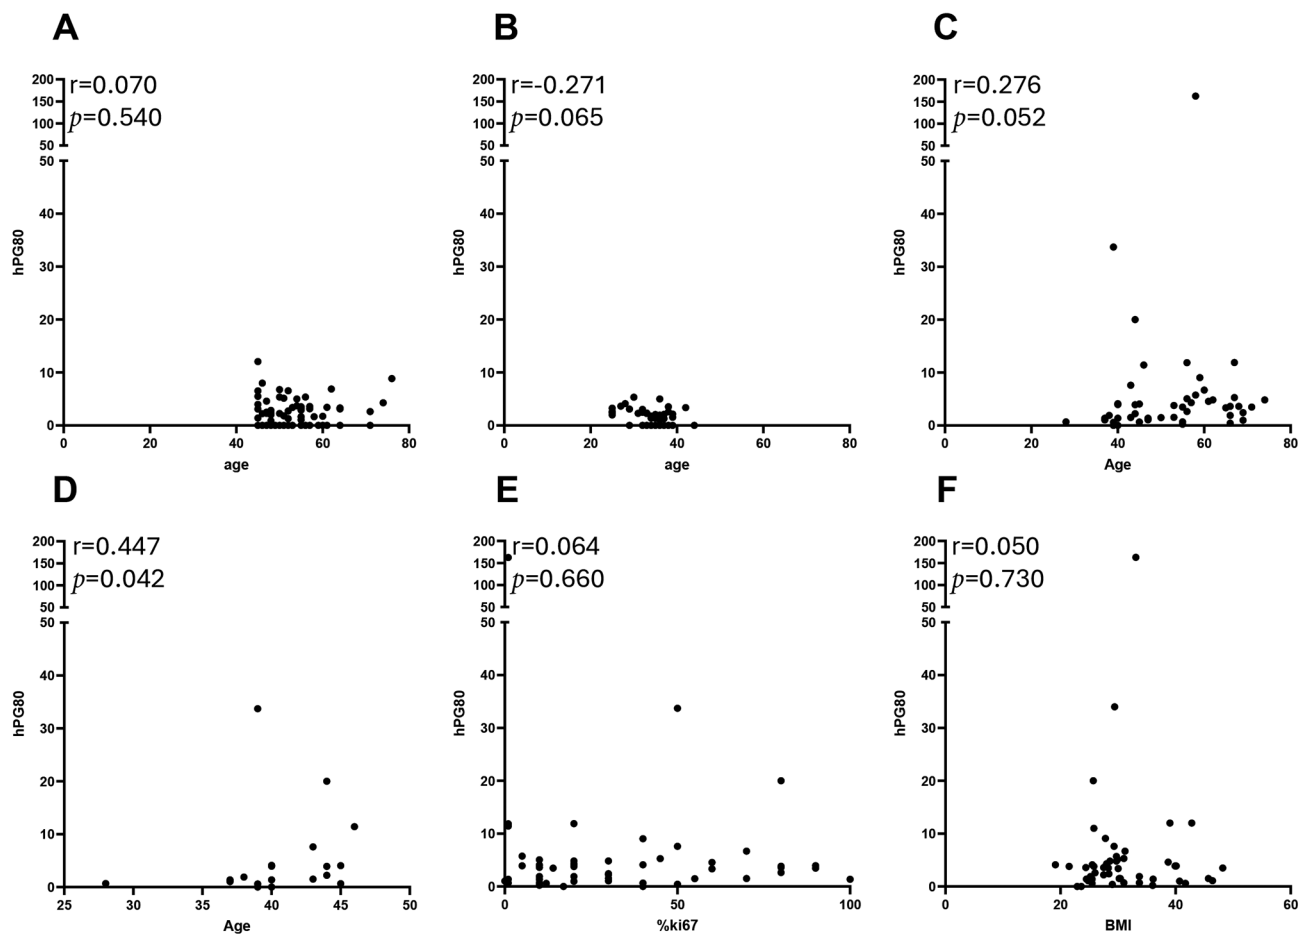 A
r=0.070
p=0.540
200
150
100
50
50
40
30
20
10
0
hPG80
0 20 40 60 80
age
B
r=-0.271
p=0.065
200
150
100
50
50
40
30
20
10
0
hPG80
0 20 40 60 80
age
C
r=0.276
p=0.052
200
150
100
50
50
40
30
20
10
0
hPG80
0 20 40 60 80
Age
D
r=0.447
p=0.042
200
150
100
50
50
40
30
20
10
0
hPG80
25 30 35 40 45 50
Age
E
r=0.064
p=0.660
200
150
100
50
50
40
30
20
10
0
hPG80
0 50 100
%ki67
F
r=0.050
p=0.730
200
150
100
50
50
40
30
20
10
0
hPG80
0 20 40 60
BMI